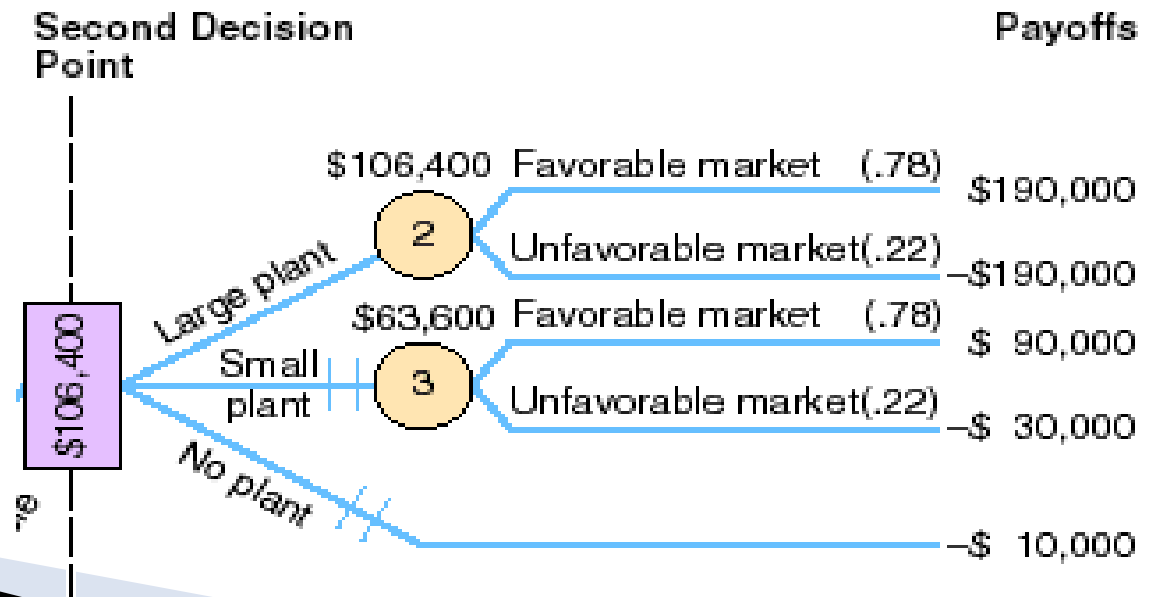 Second Decision
Point
Payoffs
$106,400 Favorable market (.78)
$190,000
2
Unfavorable market(.22)
–$190,000
Large plant
$63,600 Favorable market (.78)
$ 90,000
$106,400
Small
plant
3
Unfavorable market(.22)
–$ 30,000
No plant
–$ 10,000